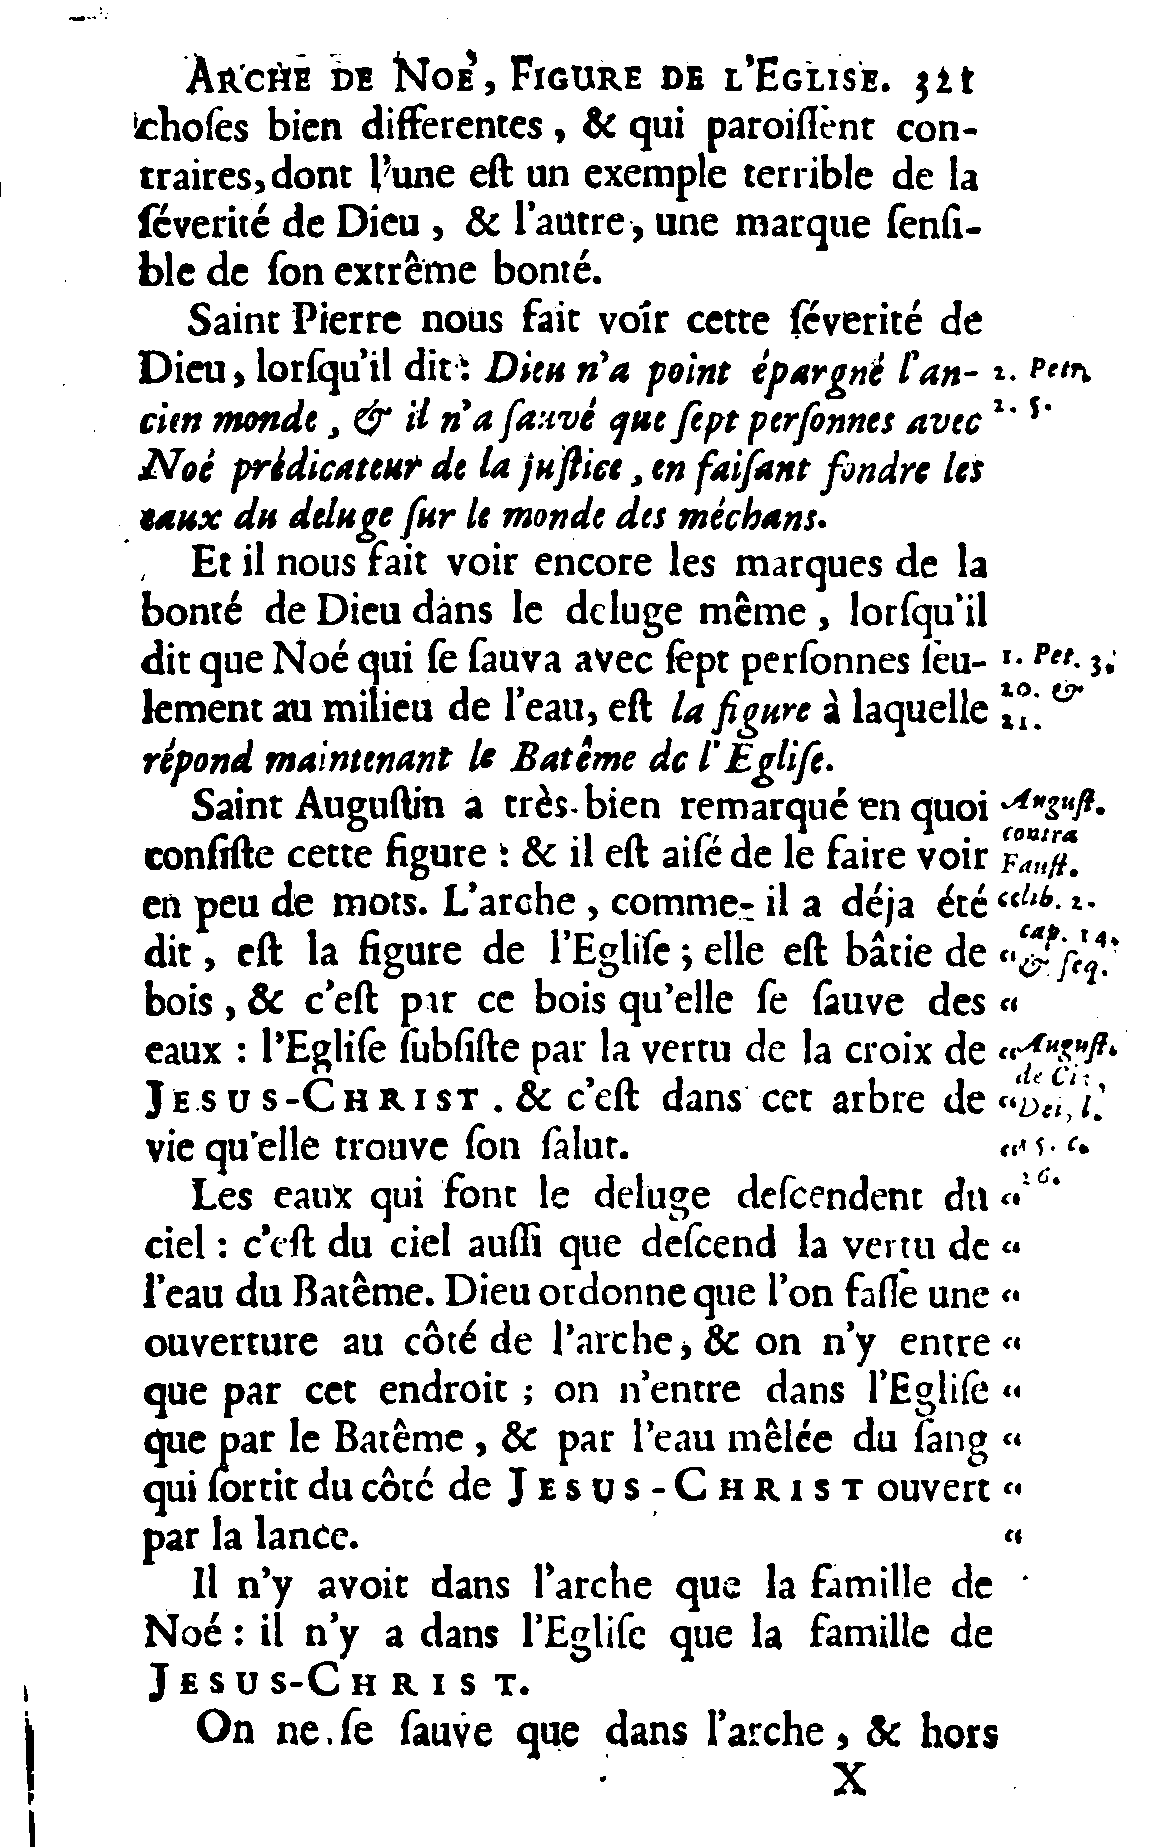 ARCHE DE NOE', FIGURE DE L'EGLISE. 321
choſes bien differentes, & qui paroiſſent con-
traires, dont l'une eſt un exemple terrible de la
ſéverité de Dieu, & l'autre, une marque ſenſi-
ble de ſon extrême bonté.
Saint Pierre nous fait voir cette ſéverité de
Dieu, lorſqu'il dit: Dieu n'a point épargné l'an-
cien monde, & il n'a ſauvé que ſept perſonnes avec
Noé prédicateur de la juſtice, en faiſant fondre les
eaux du deluge ſur le monde des méchans.
2. Petr.
2. 5.
Et il nous fait voir encore les marques de la
bonté de Dieu dans le deluge même, lorſqu'il
dit que Noé qui ſe ſauva avec ſept perſonnes ſeu-
lement au milieu de l'eau, eſt la figure à laquelle
répond maintenant le Batême de l'Egliſe.
1. Pet. 3.
20. &
21.
Saint Auguſtin a très-bien remarqué en quoi
conſiſte cette figure : & il eſt aiſé de le faire voir
en peu de mots. L'arche, comme il a déja été
dit, eſt la figure de l'Egliſe; elle eſt bâtie de “
bois, & c'eſt par ce bois qu'elle ſe ſauve des “
eaux : l'Egliſe ſubſiſte par la vertu de la croix de “
JESUS-CHRIST. & c'eſt dans cet arbre de “
vie qu'elle trouve ſon ſalut. “
Auguſt.
contra
Fauſt.
lib. 2.
cap. 14.
& ſeq.
Auguſt.
de Civ.
Dei, l.
15. c.
26.
Les eaux qui font le deluge deſcendent du “
ciel : c'eſt du ciel auſſi que deſcend la vertu de “
l'eau du Batême. Dieu ordonne que l'on faſſe une “
ouverture au côté de l'arche, & on n'y entre “
que par cet endroit ; on n'entre dans l'Egliſe “
que par le Batême, & par l'eau mêlée du ſang “
qui ſortit du côté de JESUS-CHRIST ouvert “
par la lance. “
Il n'y avoit dans l'arche que la famille de
Noé : il n'y a dans l'Egliſe que la famille de
JESUS-CHRIST.
On ne ſe ſauve que dans l'arche, & hors
X